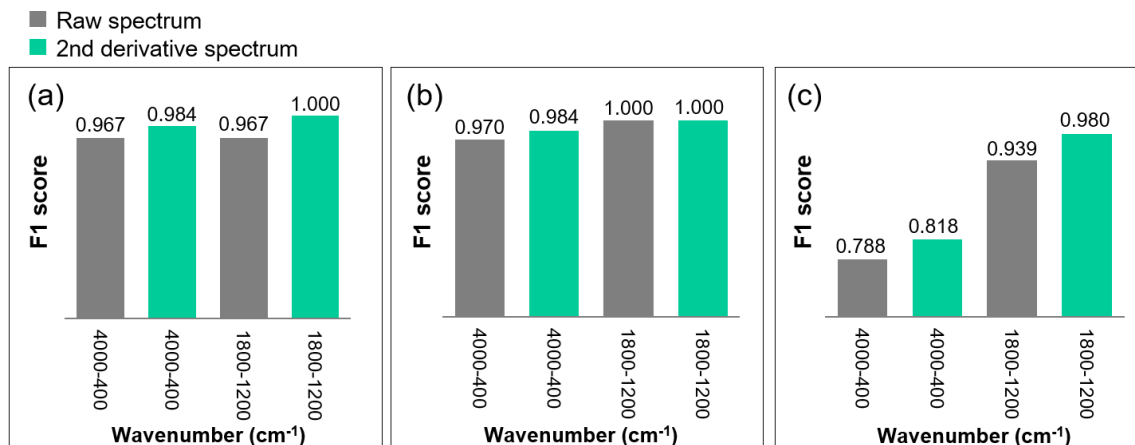 Raw spectrum
2nd derivative spectrum
(a)
0.967
0.984
0.967
1.000
F1 score
4000-400
4000-400
1800-1200
1800-1200
Wavenumber (cm⁻¹)
(b)
0.970
0.984
1.000
1.000
F1 score
4000-400
4000-400
1800-1200
1800-1200
Wavenumber (cm⁻¹)
(c)
0.788
0.818
0.939
0.980
F1 score
4000-400
4000-400
1800-1200
1800-1200
Wavenumber (cm⁻¹)